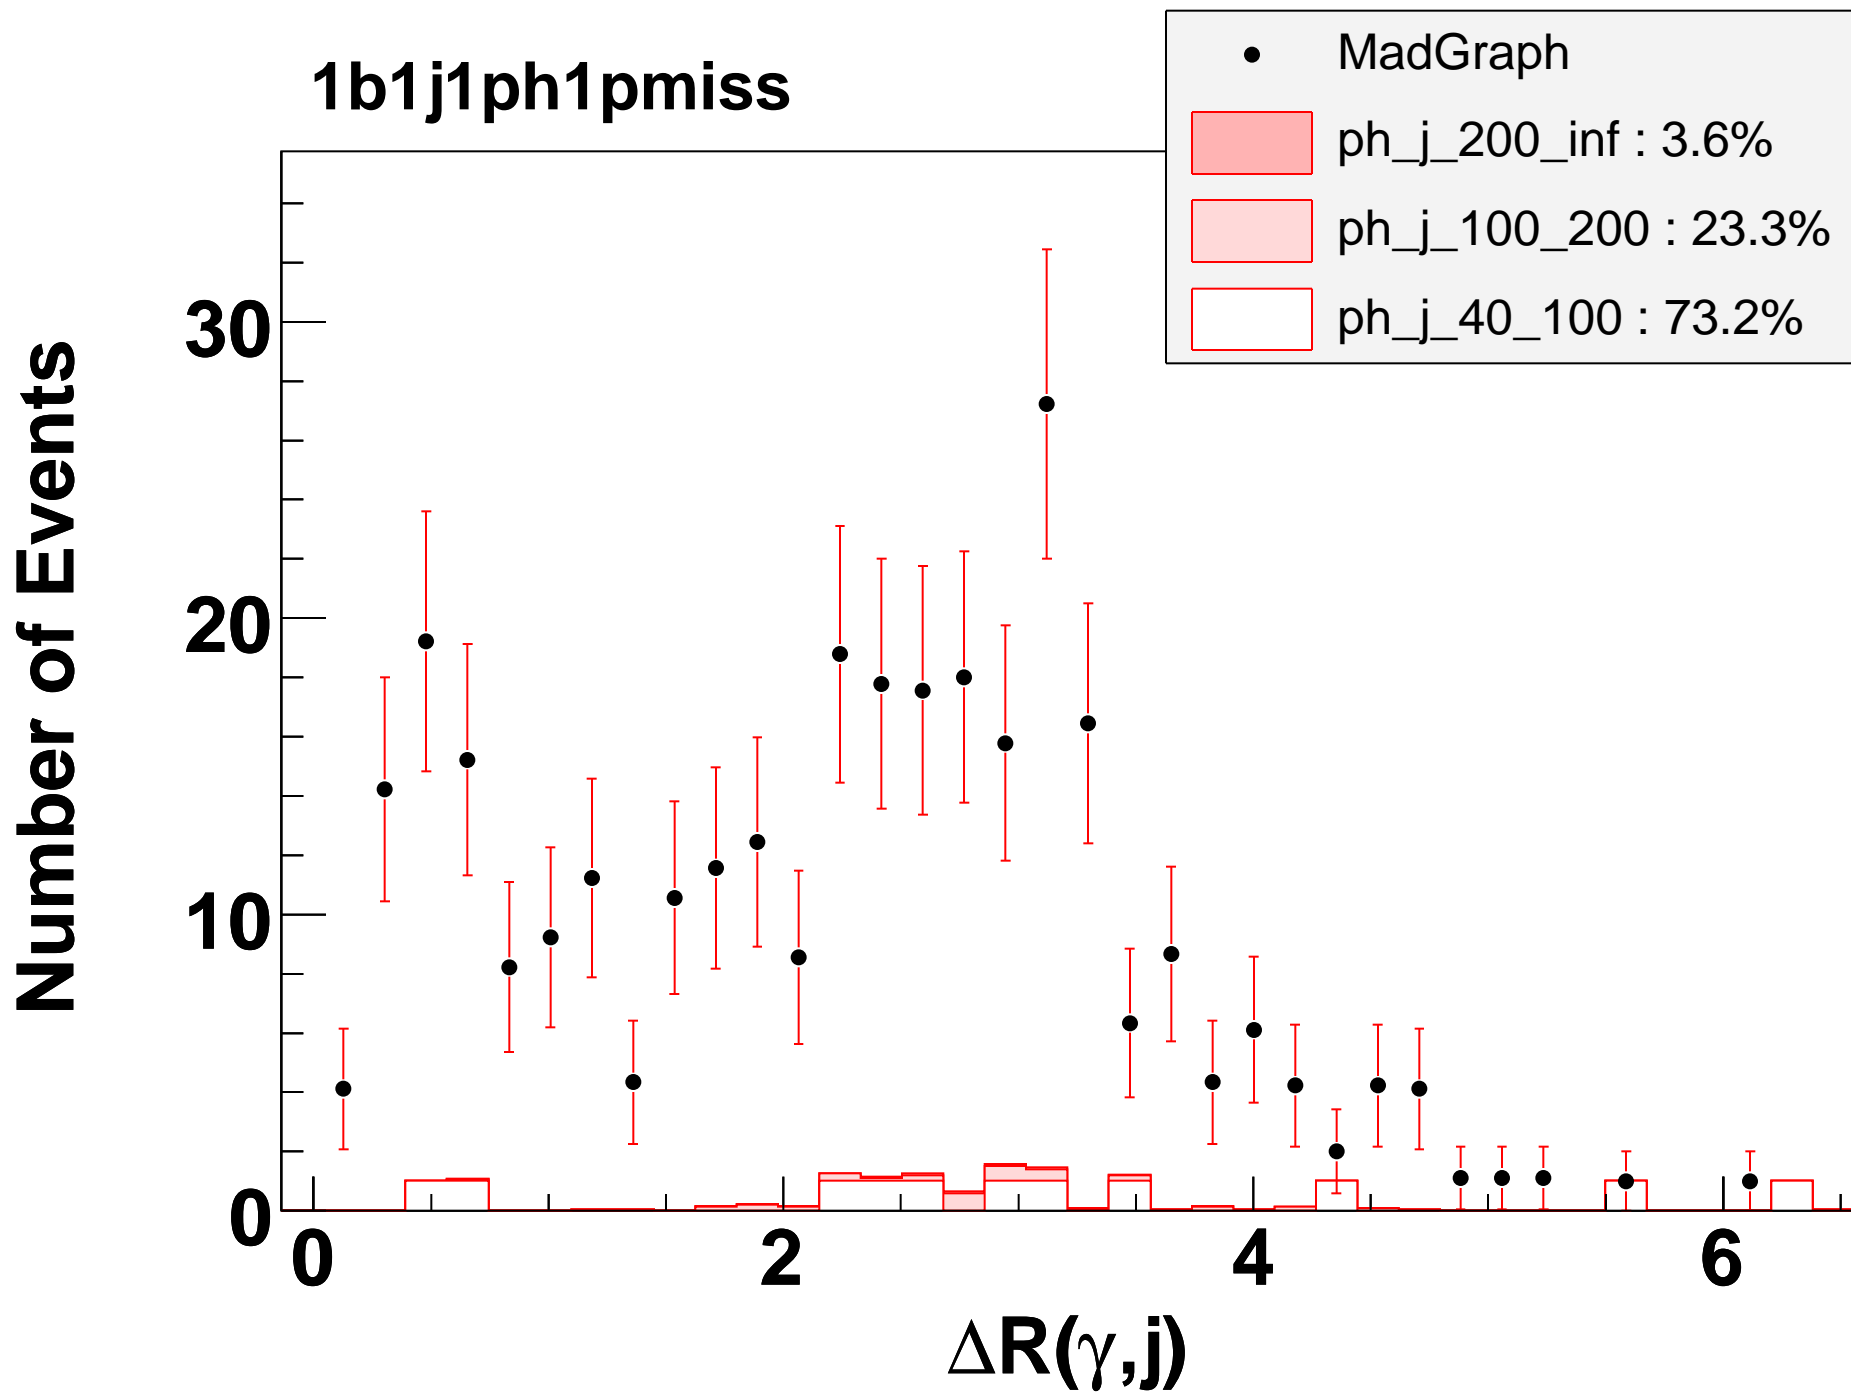 1b1j1ph1pmiss
MadGraph
ph_j_200_inf : 3.6%
ph_j_100_200 : 23.3%
ph_j_40_100 : 73.2%
Number of Events
30
20
10
0
0 2 4 6
ΔR(γ,j)